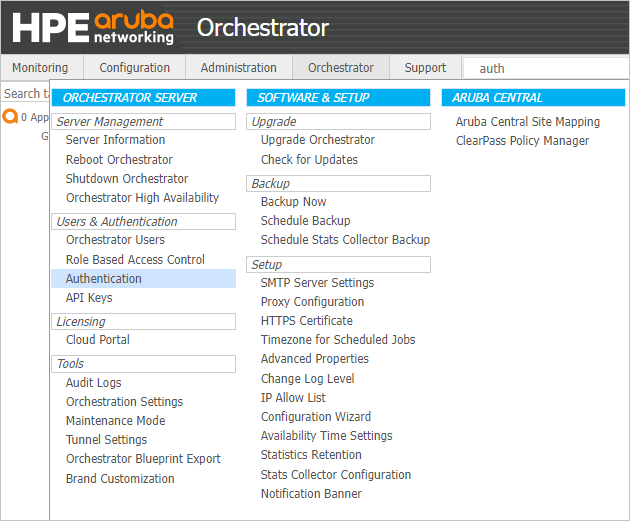 HPE aruba networking Orchestrator
Monitoring Configuration Administration Orchestrator Support auth
Search ta
0 App
G
ORCHESTRATOR SERVER
Server Management
Server Information
Reboot Orchestrator
Shutdown Orchestrator
Orchestrator High Availability
Users & Authentication
Orchestrator Users
Role Based Access Control
Authentication
API Keys
Licensing
Cloud Portal
Tools
Audit Logs
Orchestration Settings
Maintenance Mode
Tunnel Settings
Orchestrator Blueprint Export
Brand Customization
SOFTWARE & SETUP
Upgrade
Upgrade Orchestrator
Check for Updates
Backup
Backup Now
Schedule Backup
Schedule Stats Collector Backup
Setup
SMTP Server Settings
Proxy Configuration
HTTPS Certificate
Timezone for Scheduled Jobs
Advanced Properties
Change Log Level
IP Allow List
Configuration Wizard
Availability Time Settings
Statistics Retention
Stats Collector Configuration
Notification Banner
ARUBA CENTRAL
Aruba Central Site Mapping
ClearPass Policy Manager